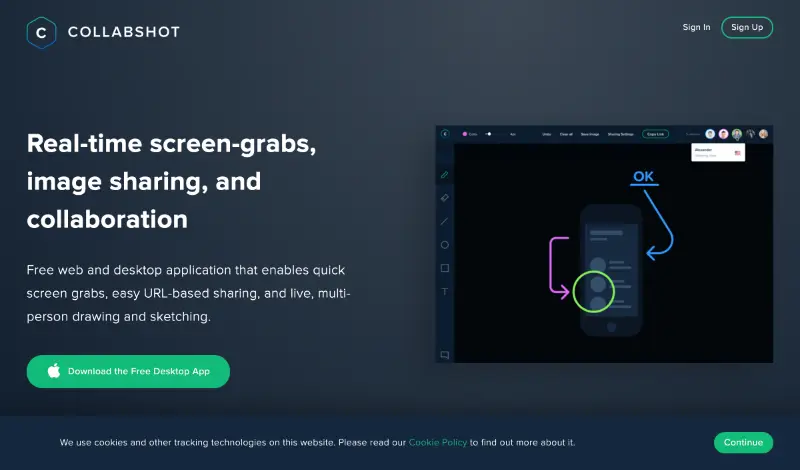 C COLLABSHOT
Sign In
Sign Up
Real-time screen-grabs,
image sharing, and
collaboration
Free web and desktop application that enables quick
screen grabs, easy URL-based sharing, and live, multi-
person drawing and sketching.
Download the Free Desktop App
Undo
Clear all
Save Image
Sharing Settings
Copy Link
OK
T
We use cookies and other tracking technologies on this website. Please read our Cookie Policy to find out more about it.
Continue